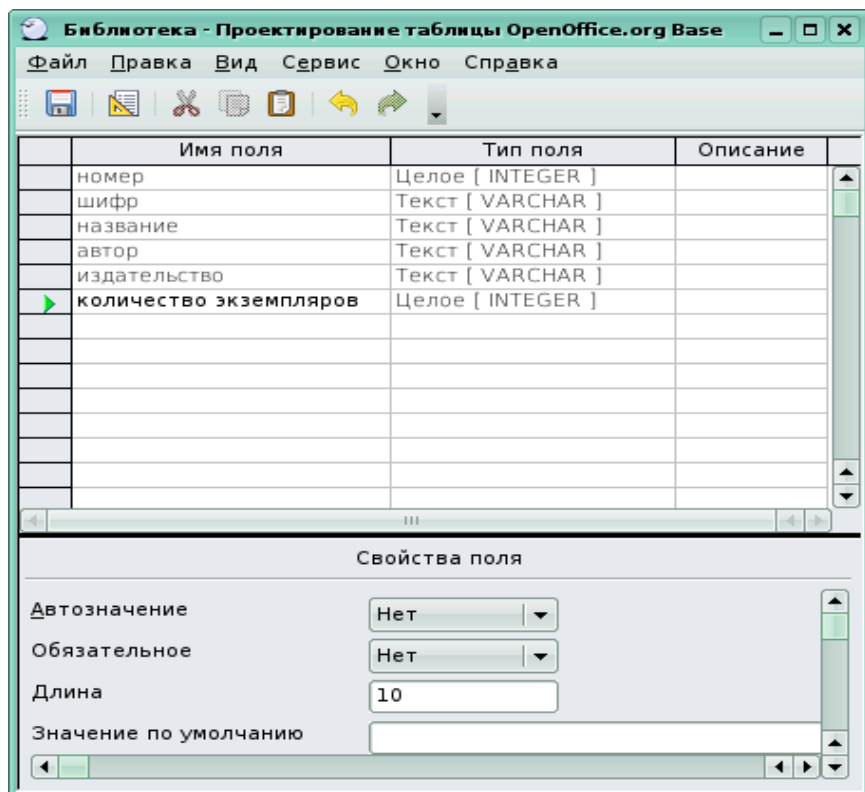 Библиотека - Проектирование таблицы OpenOffice.org Base
Файл Правка Вид Сервис Окно Справка
Имя поля Тип поля Описание
номер Целое [ INTEGER ]
шифр Текст [ VARCHAR ]
название Текст [ VARCHAR ]
автор Текст [ VARCHAR ]
издательство Текст [ VARCHAR ]
количество экземпляров Целое [ INTEGER ]
Свойства поля
Автозначение Нет
Обязательное Нет
Длина 10
Значение по умолчанию